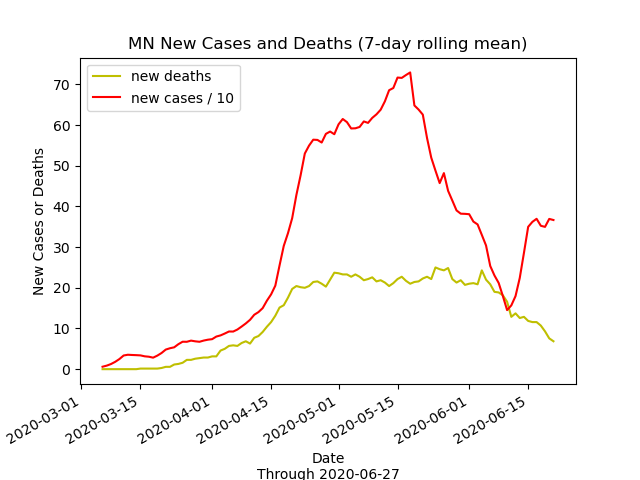 MN New Cases and Deaths (7-day rolling mean)
new deaths
new cases / 10
New Cases or Deaths
70
60
50
40
30
20
10
0
2020-03-01
2020-03-15
2020-04-01
2020-04-15
2020-05-01
2020-05-15
2020-06-01
2020-06-15
Date
Through 2020-06-27